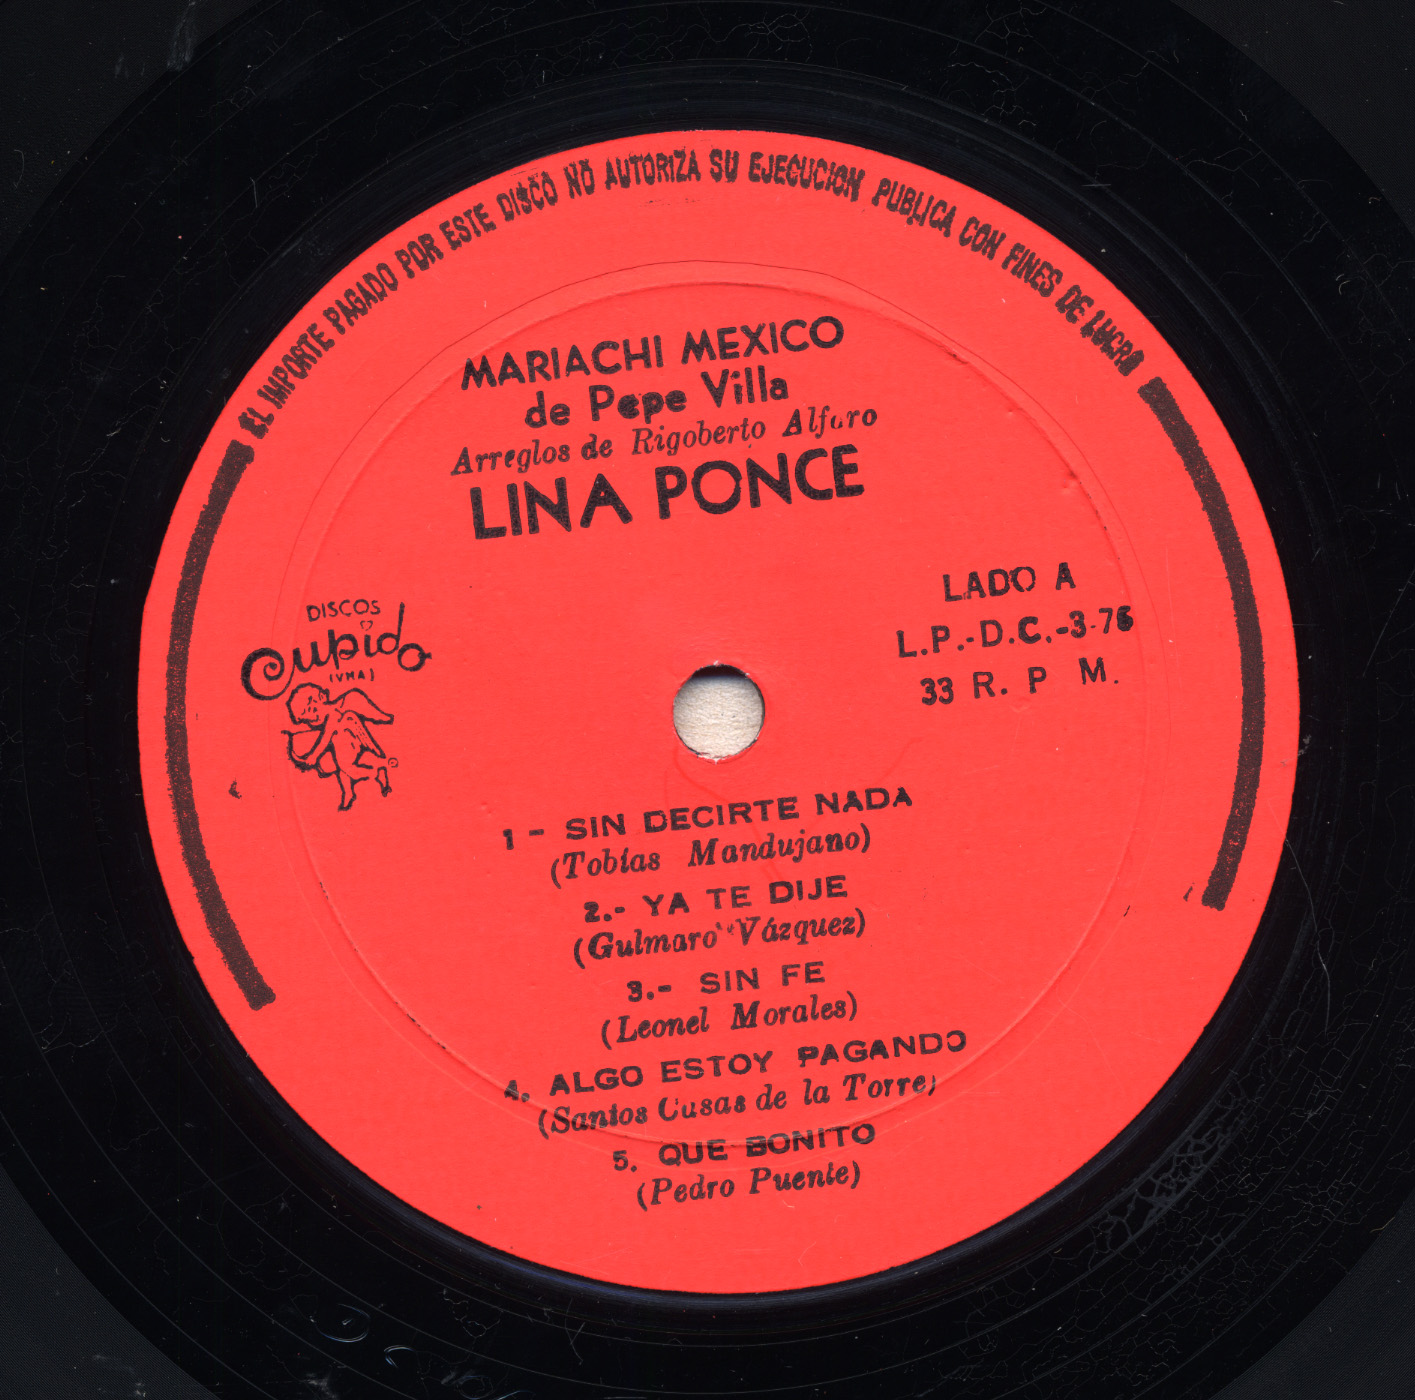 EL IMPORTE PAGADO POR ESTE DISCO NO AUTORIZA SU EJECUCION PUBLICA CON FINES DE LUCRO
MARIACHI MEXICO
de Pepe Villa
Arreglos de Rigoberto Alfaro
LINA PONCE
DISCOS
Cupido
(VMA)
©
LADO A
L.P.-D.C.-3-76
33 R. P M.
1 - SIN DECIRTE NADA
(Tobías Mandujano)
2.- YA TE DIJE
(Gulmaro Vázquez)
3.- SIN FE
(Leonel Morales)
4. ALGO ESTOY PAGANDO
(Santos Casas de la Torre)
5. QUE BONITO
(Pedro Puente)